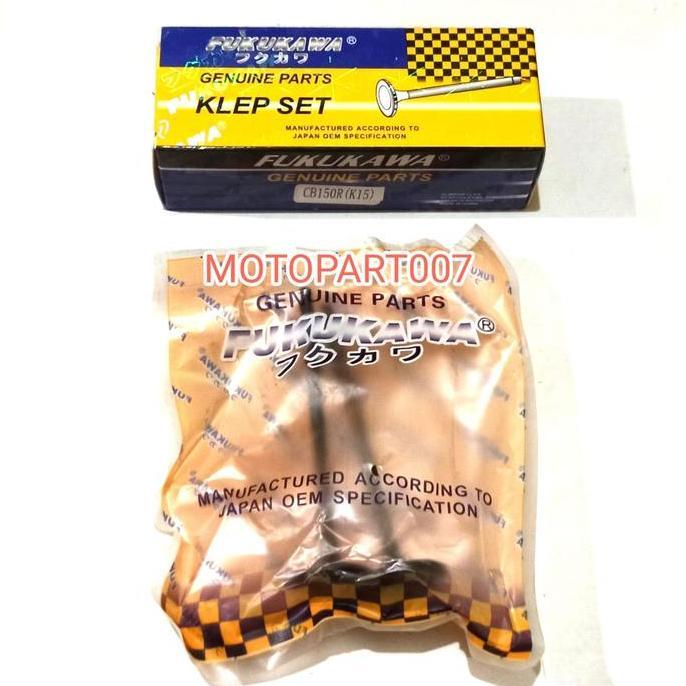 FUKUKAWA®
フクカワ
GENUINE PARTS
KLEP SET
MANUFACTURED ACCORDING TO
JAPAN OEM SPECIFICATION
FUKUKAWA®
GENUINE PARTS
CB150R(K15)
MOTOPART007
GENUINE PARTS
FUKUKAWA®
フクカワ
MANUFACTURED ACCORDING TO
JAPAN OEM SPECIFICATION